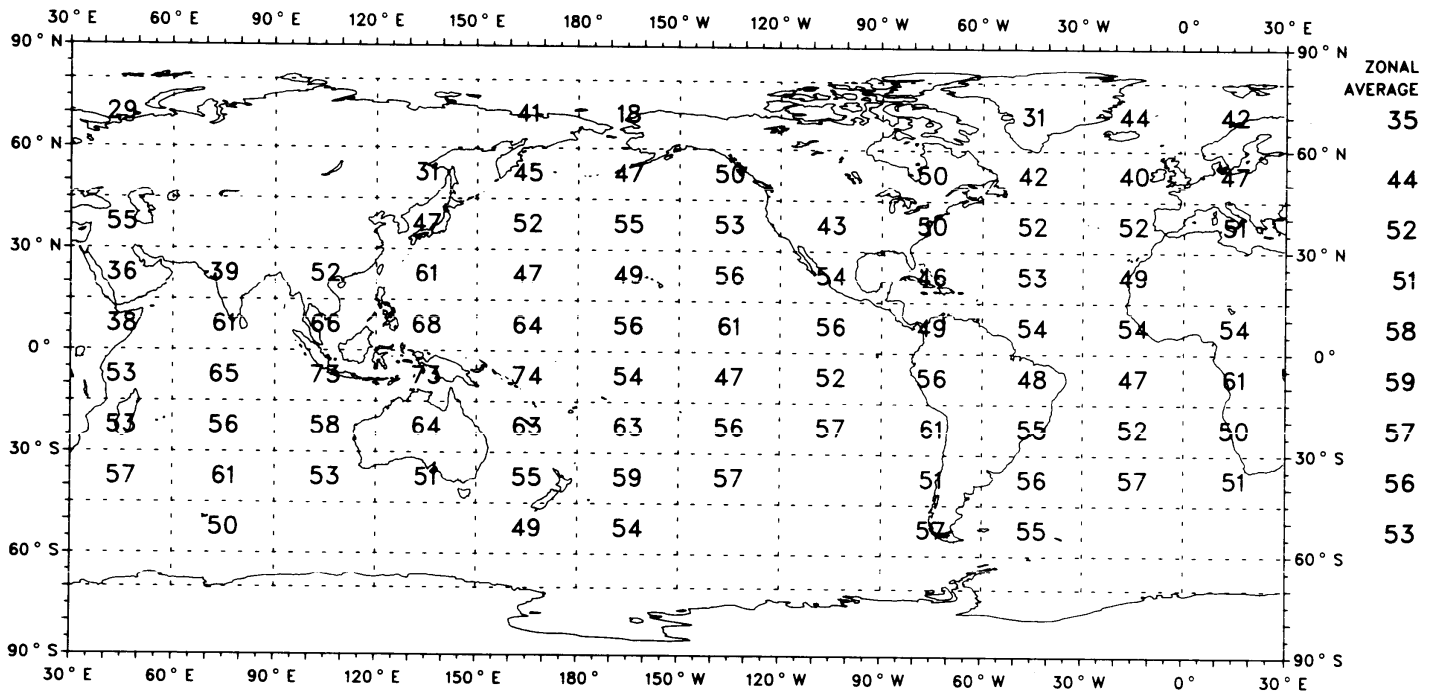 30° E 60° E 90° E 120° E 150° E 180° 150° W 120° W 90° W 60° W 30° W 0° 30° E
90° N 90° N
ZONAL
AVERAGE
29 41 18 31 44 42 35
60° N 60° N
31 45 47 50 50 42 40 47 44
55 47 52 55 53 43 50 52 52 51 52
30° N 30° N
36 39 52 61 47 49 56 54 46 53 49 51
38 61 66 68 64 56 61 56 49 54 54 54 58
0° 0°
53 65 73 74 54 47 52 56 48 47 61 59
53 56 58 64 63 63 56 57 61 55 52 50 57
30° S 30° S
57 61 53 51 55 59 57 51 56 57 51 56
50 49 54 57 55 53
60° S 60° S
90° S 90° S
30° E 60° E 90° E 120° E 150° E 180° 150° W 120° W 90° W 60° W 30° W 0° 30° E